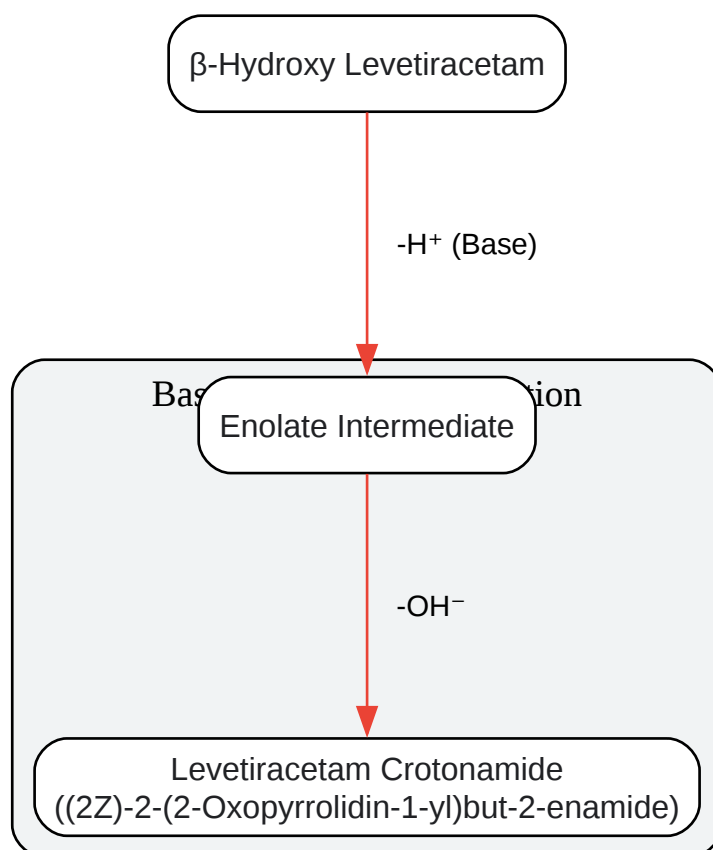 β-Hydroxy Levetiracetam
-H⁺ (Base)
Enolate Intermediate
-OH⁻
Levetiracetam Crotonamide
((2Z)-2-(2-Oxopyrrolidin-1-yl)but-2-enamide)